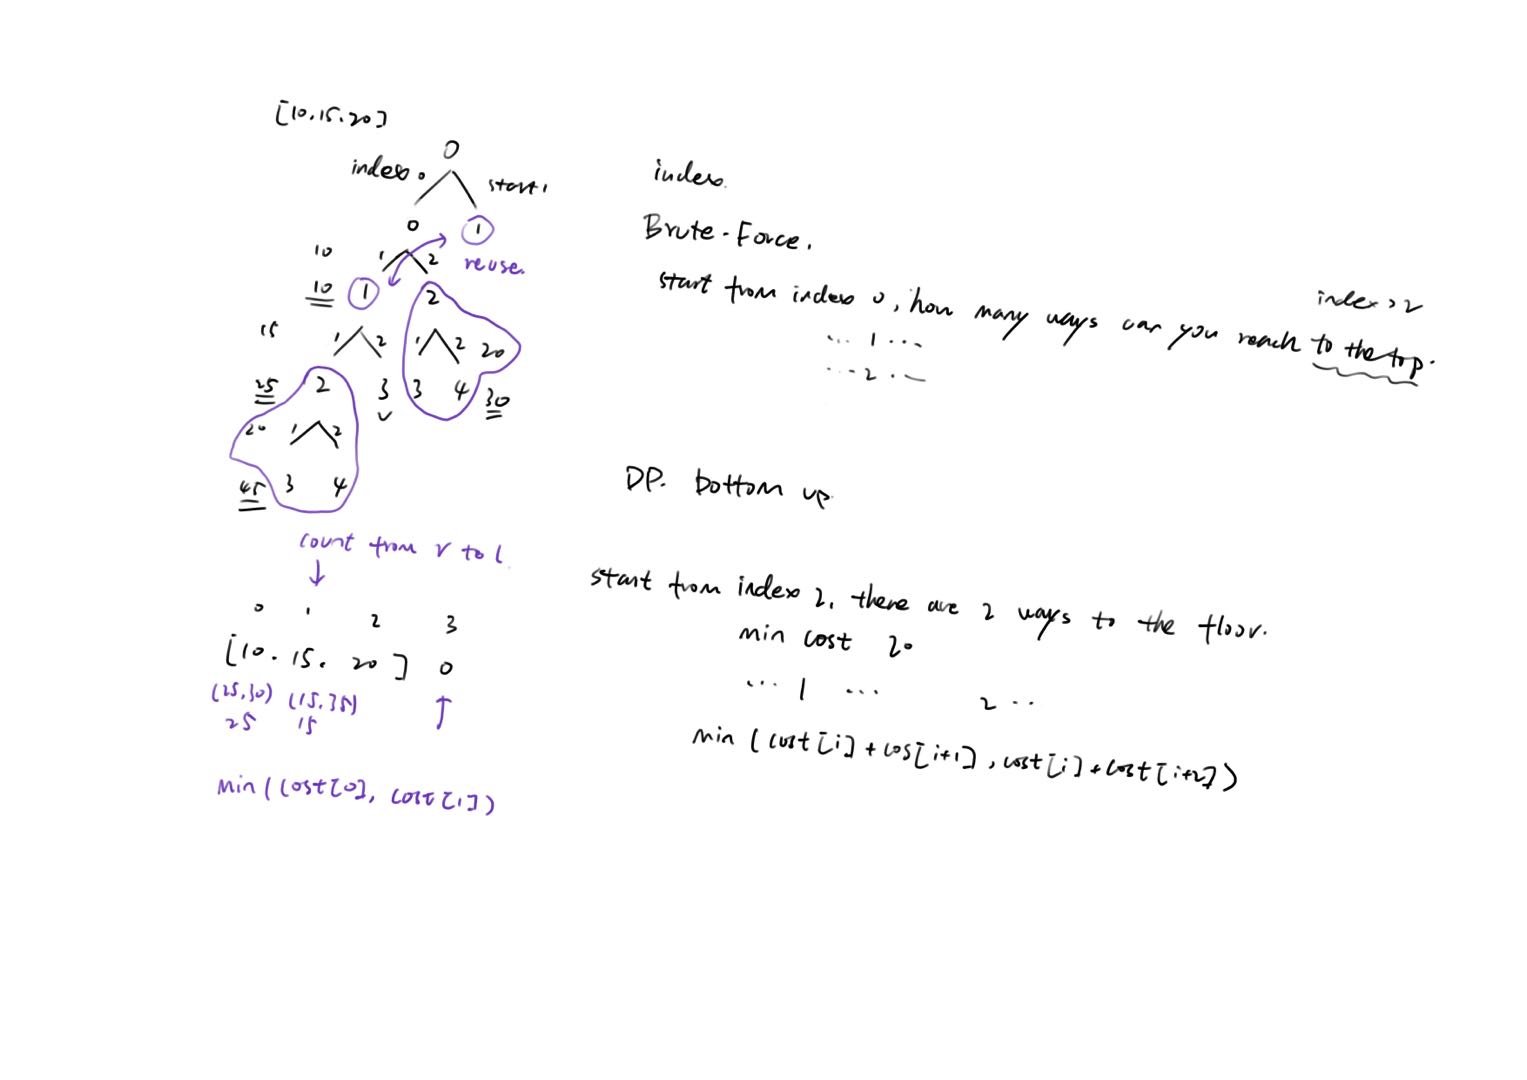 [10.15.20]
0
index 0
start 1
0
1
10
1
2
reuse.
10
1
2
15
1
2
1
2
20
25
2
3
3
4
30
20
1
2
45
3
4
count from r to l.
0
1
2
3
[10. 15. 20]
0
(25.30)
(15.35)
25
15
min (cost[0], cost[1])
index.
Brute-Force.
start from index 0, how many ways can you reach to the top.
index > 2
... 1 ...
... 2 ...
DP. bottom up
start from index 2, there are 2 ways to the floor.
min cost 20
... 1 ...
2 ..
min (cost[i] + cos[i+1], cost[i] + cost[i+2])